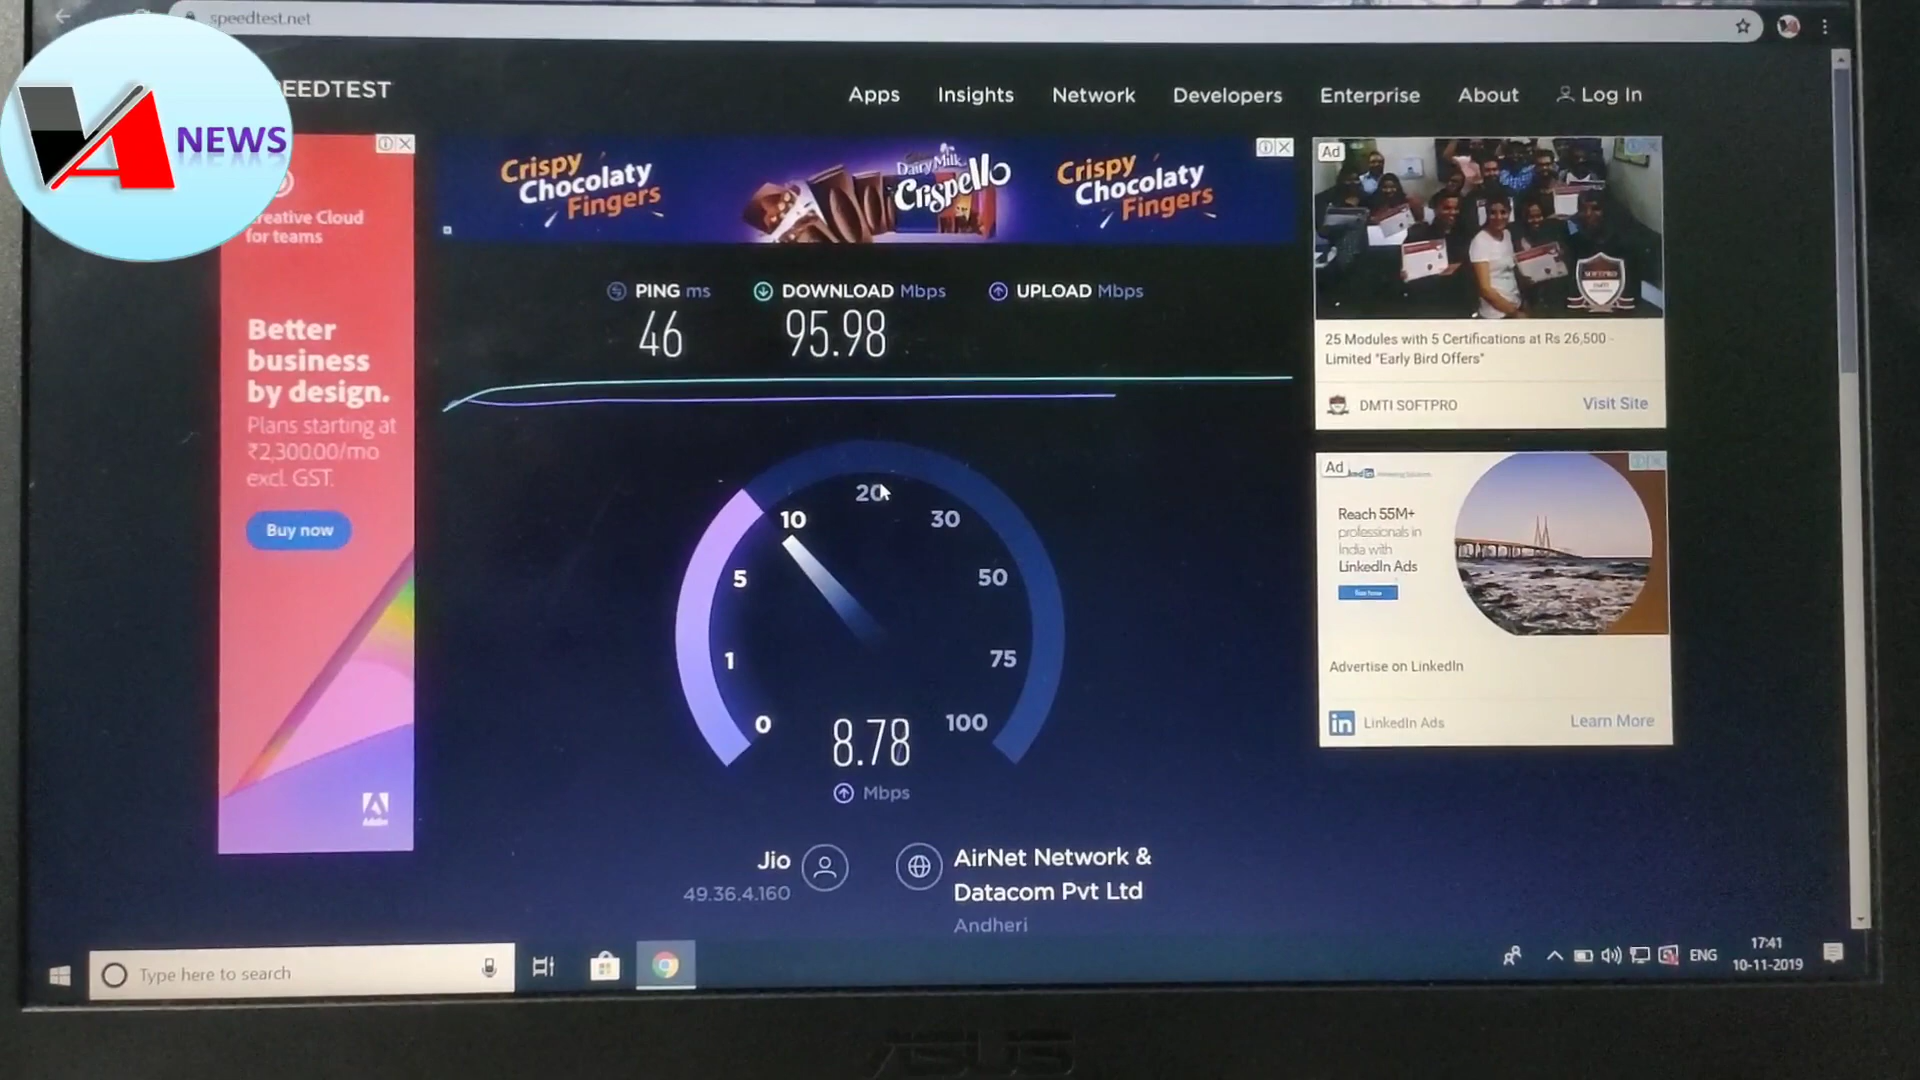 speedtest.net
NEWS
EEDTEST
Apps
Insights
Network
Developers
Enterprise
About
Log In
reative Cloud
for teams
Better
business
by design.
Plans starting at
₹2,300.00/mo
excl. GST.
Buy now
Adobe
Crispy
Chocolaty
Fingers
Dairy Milk
Crispello
Crispy
Chocolaty
Fingers
PING ms
46
DOWNLOAD Mbps
95.98
UPLOAD Mbps
0
1
5
10
20
30
50
75
100
8.78
Mbps
Jio
49.36.4.160
AirNet Network &
Datacom Pvt Ltd
Andheri
Ad
SOFTPRO
25 Modules with 5 Certifications at Rs 26,500 -
Limited "Early Bird Offers"
DMTI SOFTPRO
Visit Site
Ad
Reach 55M+
professionals in
India with
LinkedIn Ads
Advertise on LinkedIn
in
LinkedIn Ads
Learn More
Type here to search
ENG
17:41
10-11-2019
ASUS